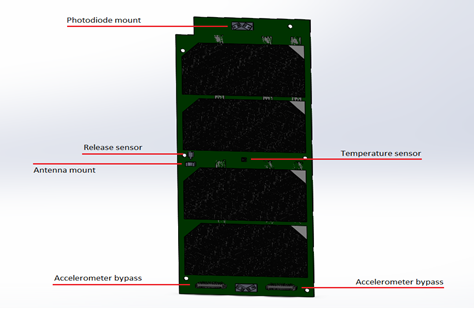 Photodiode mount
Release sensor
Temperature sensor
Antenna mount
Accelerometer bypass
Accelerometer bypass